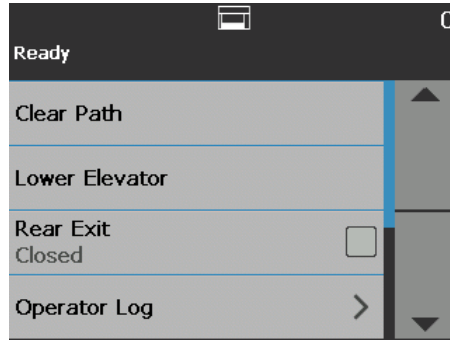 Ready
Clear Path
Lower Elevator
Rear Exit
Closed
Operator Log